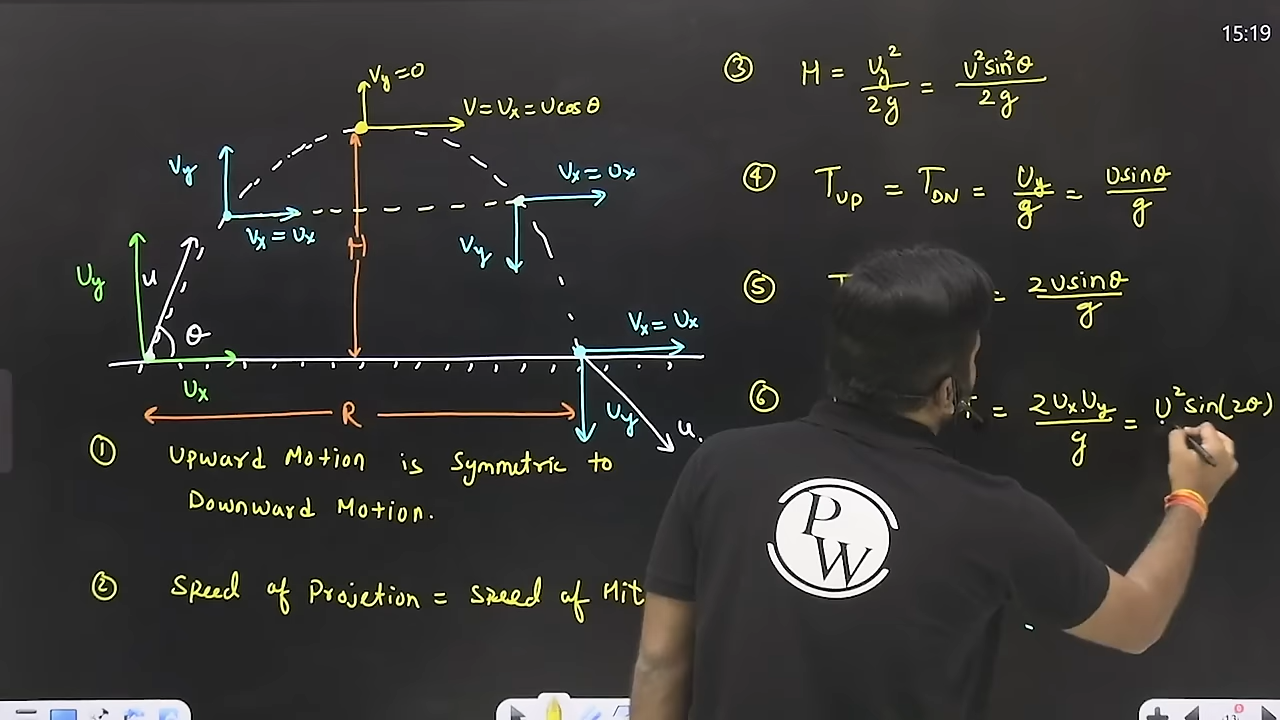 15:19
Vy=0
V=Ux=Ucosθ
Vy
Vx=Ux
Vx=Ux
Vy
H
Uy
u
θ
Ux
Vx=Ux
Uy
u.
R
① Upward Motion is Symmetric to
Downward Motion.
② Speed of Projetion = Speed of Hit
③ H = Uy²/2g = U²sin²θ/2g
④ TUP = TDN = Uy/g = Usinθ/g
⑤ T = 2Usinθ/g
⑥ = 2Ux.Uy/g = U²sin(2θ)
PW